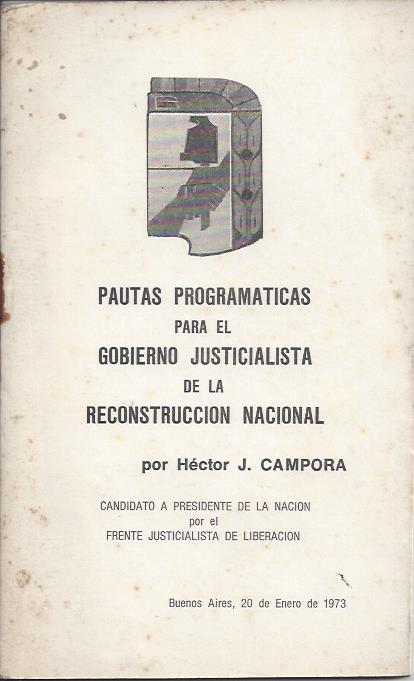 PAUTAS PROGRAMATICAS
PARA EL
GOBIERNO JUSTICIALISTA
DE LA
RECONSTRUCCION NACIONAL
por Héctor J. CAMPORA
CANDIDATO A PRESIDENTE DE LA NACION
por el
FRENTE JUSTICIALISTA DE LIBERACION
Buenos Aires, 20 de Enero de 1973